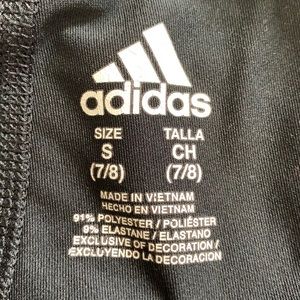 adidas
SIZE TALLA
S CH
(7/8) (7/8)
MADE IN VIETNAM
HECHO EN VIETNAM
91% POLYESTER / POLIÉSTER
9% ELASTANE / ELASTANO
EXCLUSIVE OF DECORATION /
EXCLUYENDO LA DECORACION